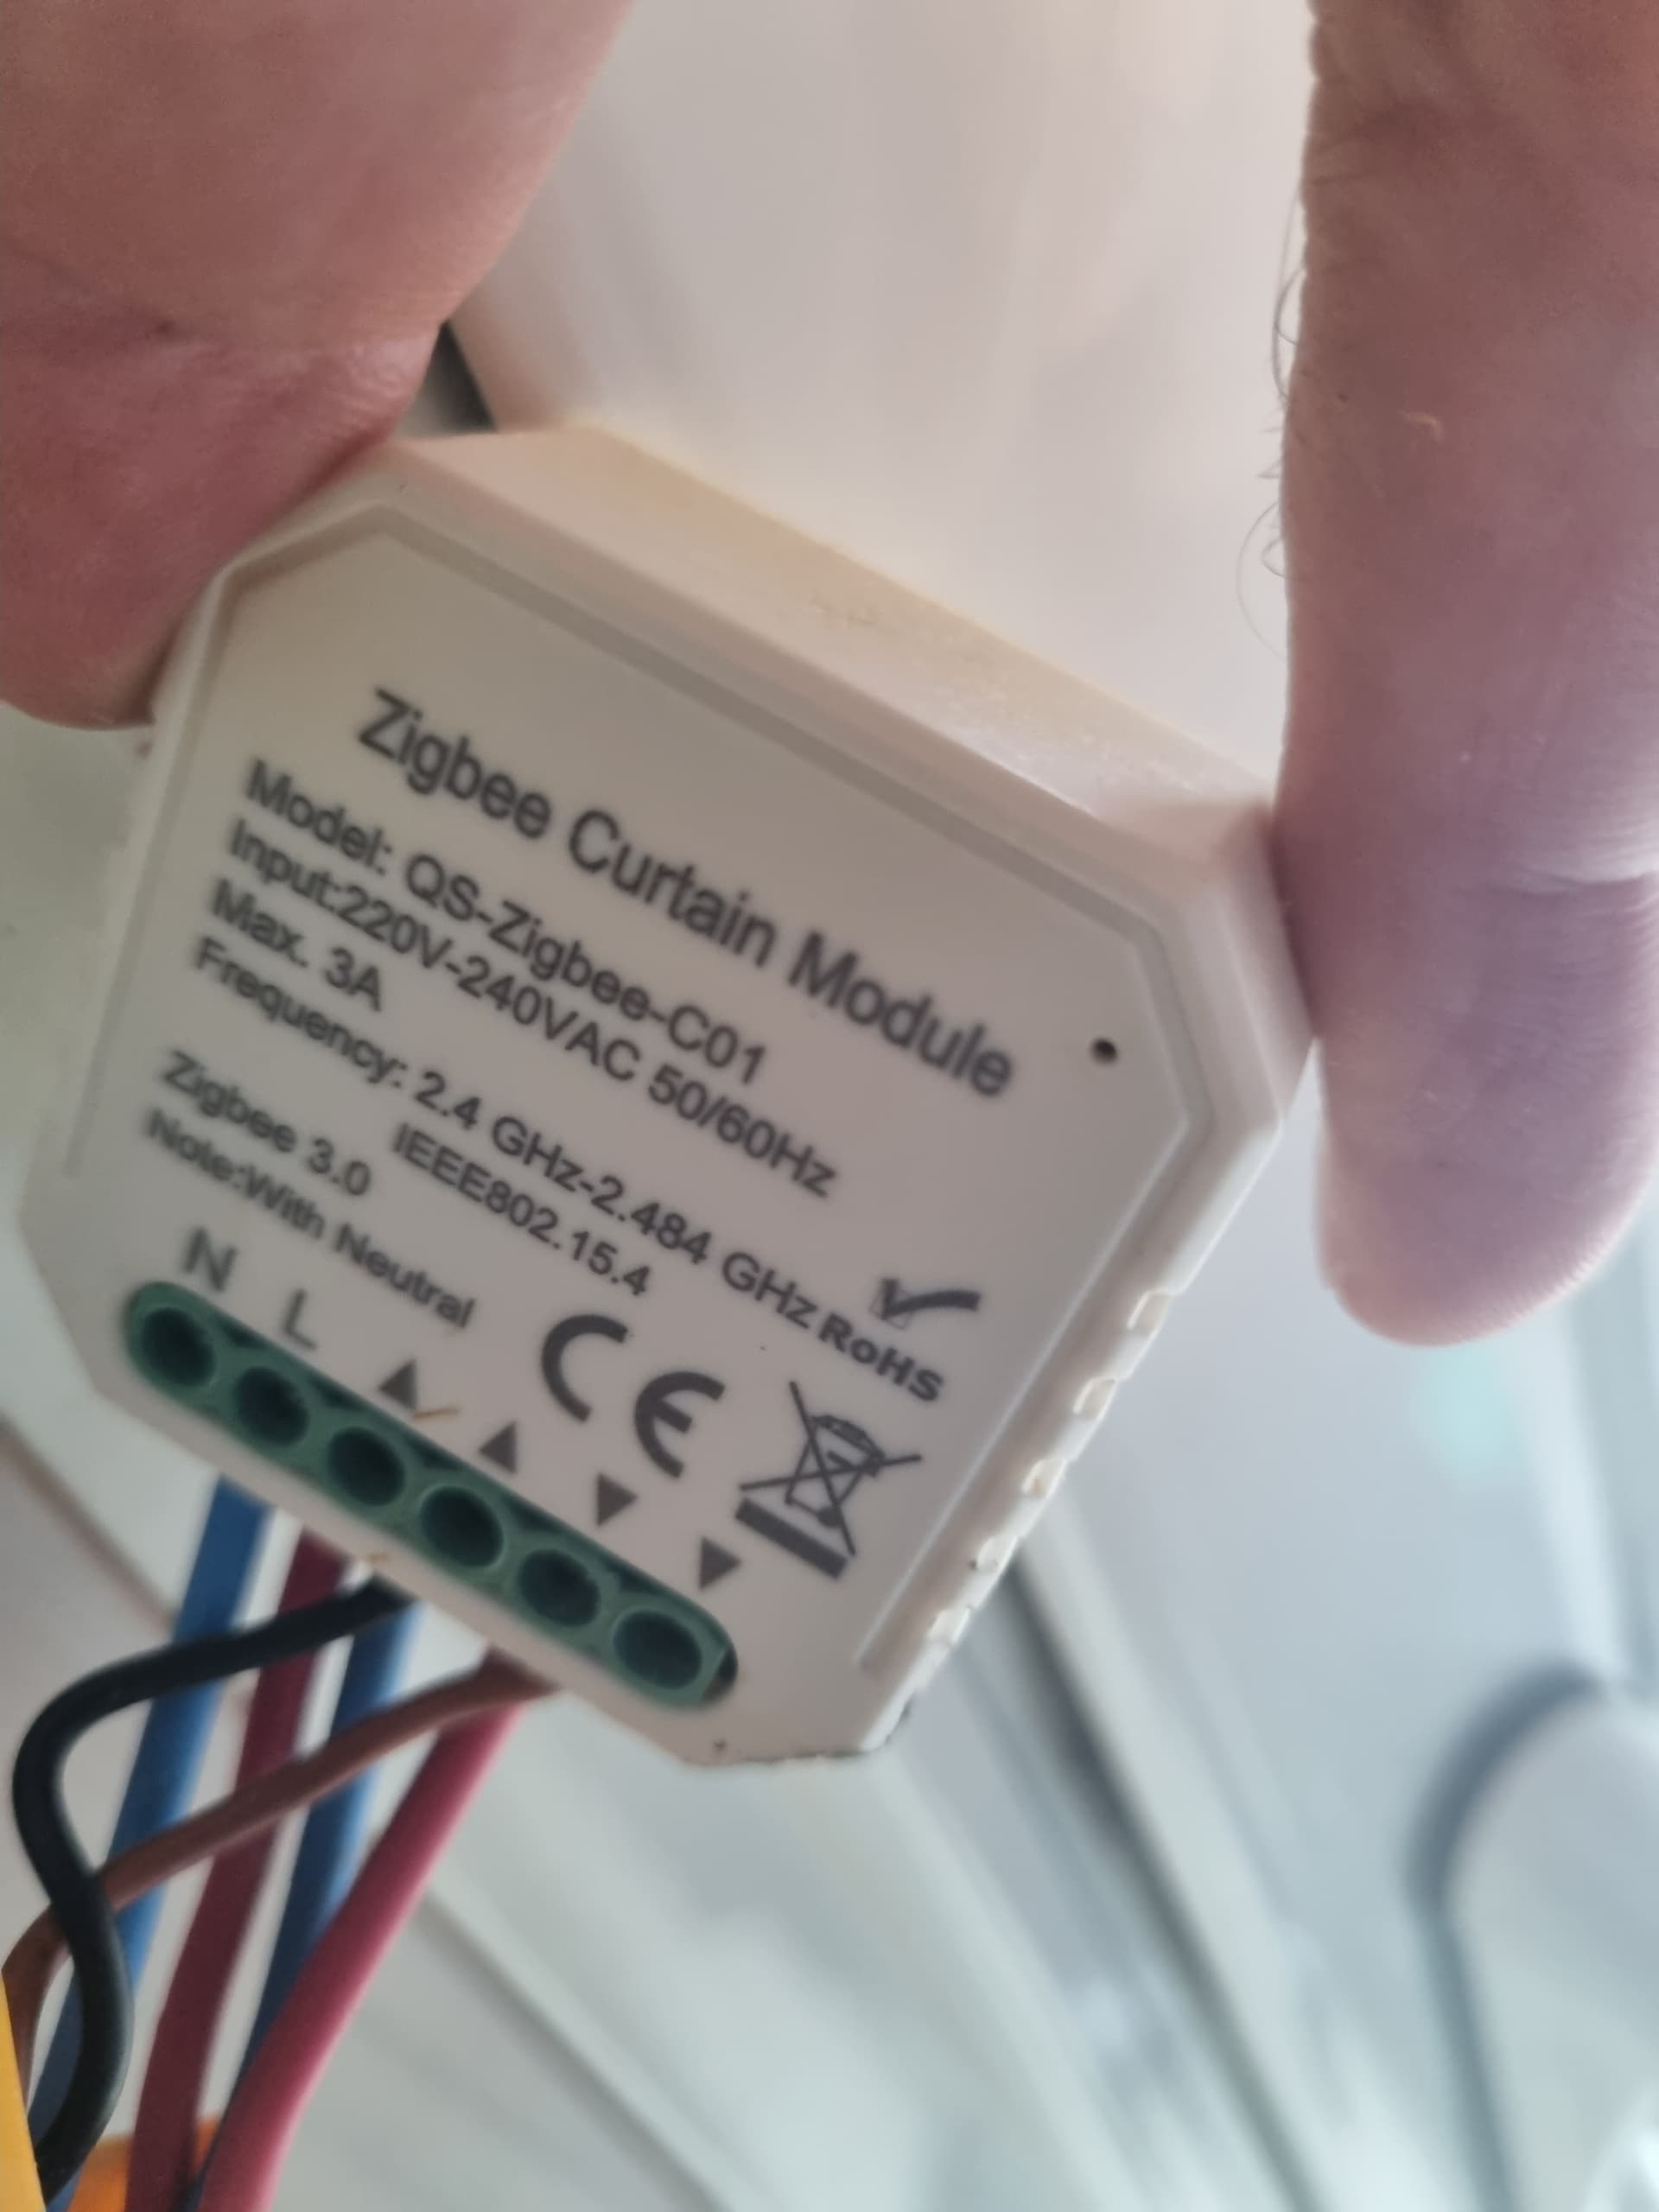 Zigbee Curtain Module
Model: QS-Zigbee-C01
Input:220V-240VAC 50/60Hz
Max. 3A
Frequency: 2.4 GHz-2.484 GHz
IEEE802.15.4
Zigbee 3.0
Note:With Neutral
RoHS
CE
N L ▲ ▲ ▼ ▼